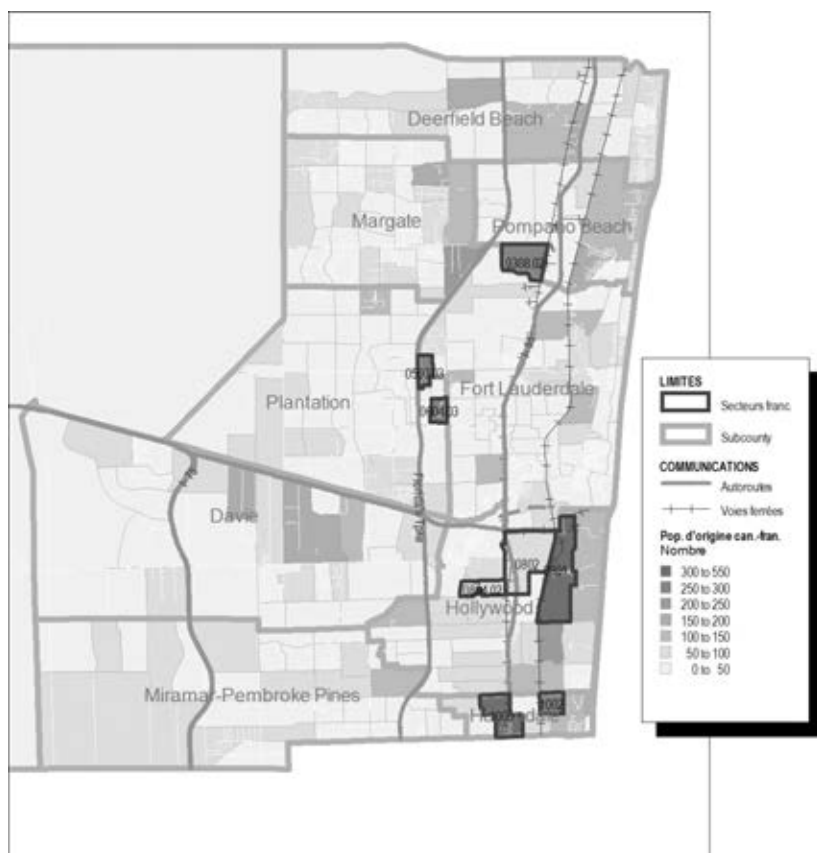 Deerfield Beach
Margate
Pompano Beach
0388.02
Fort Lauderdale
Plantation
Davie
0802
Hollywood
Miramar-Pembroke Pines
LIMITES
Secteurs franc
Subcounty
COMMUNICATIONS
Autoroutes
Voies ferrées
Pop. d'origine can.-fran.
Nombre
300 to 550
250 to 300
200 to 250
150 to 200
100 to 150
50 to 100
0 to 50